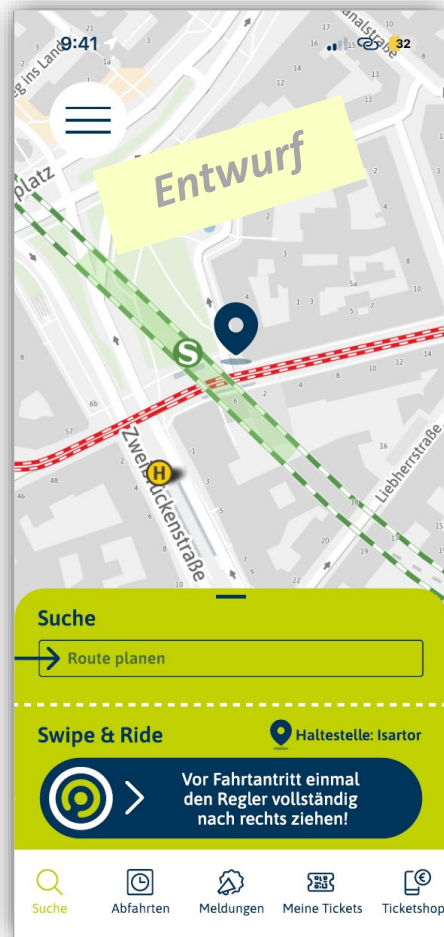 9:41
32
Entwurf
platz
S
H
Zweibrückenstraße
Liebherrstraße
Suche
Route planen
Swipe & Ride
Haltestelle: Isartor
Vor Fahrtantritt einmal
den Regler vollständig
nach rechts ziehen!
Suche
Abfahrten
Meldungen
Meine Tickets
Ticketshop